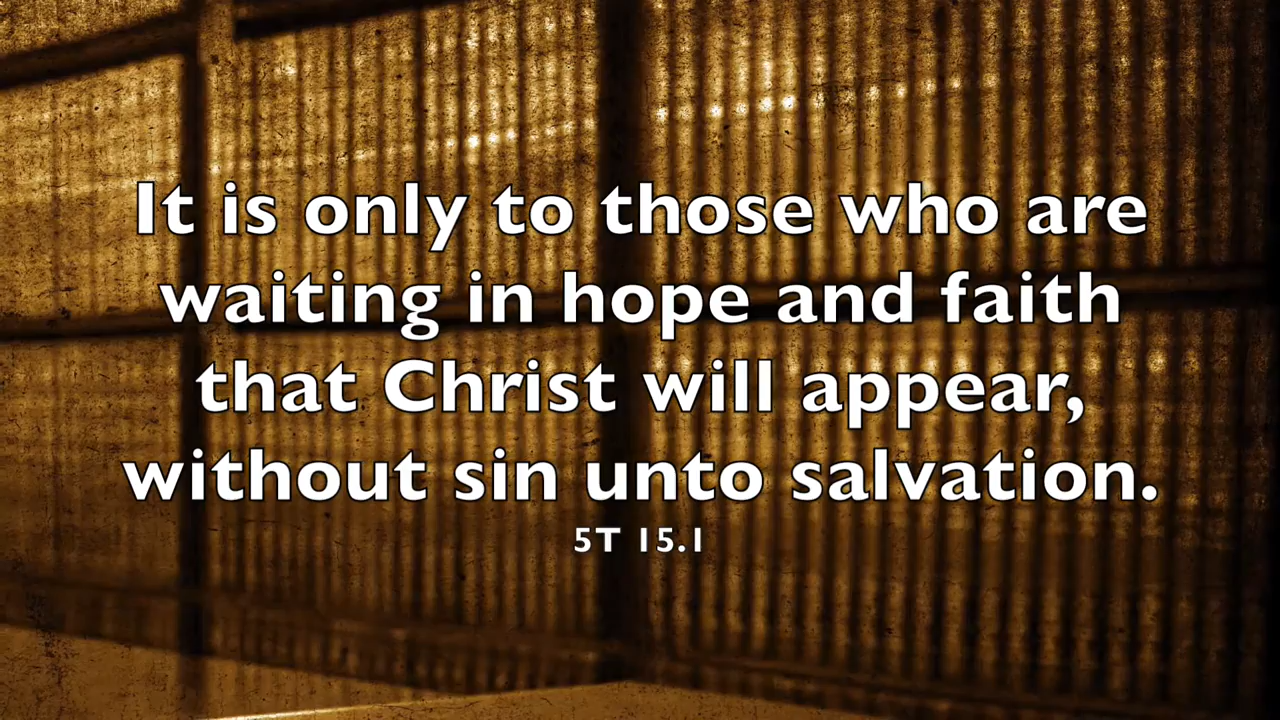 It is only to those who are
waiting in hope and faith
that Christ will appear,
without sin unto salvation.
5T 15.1